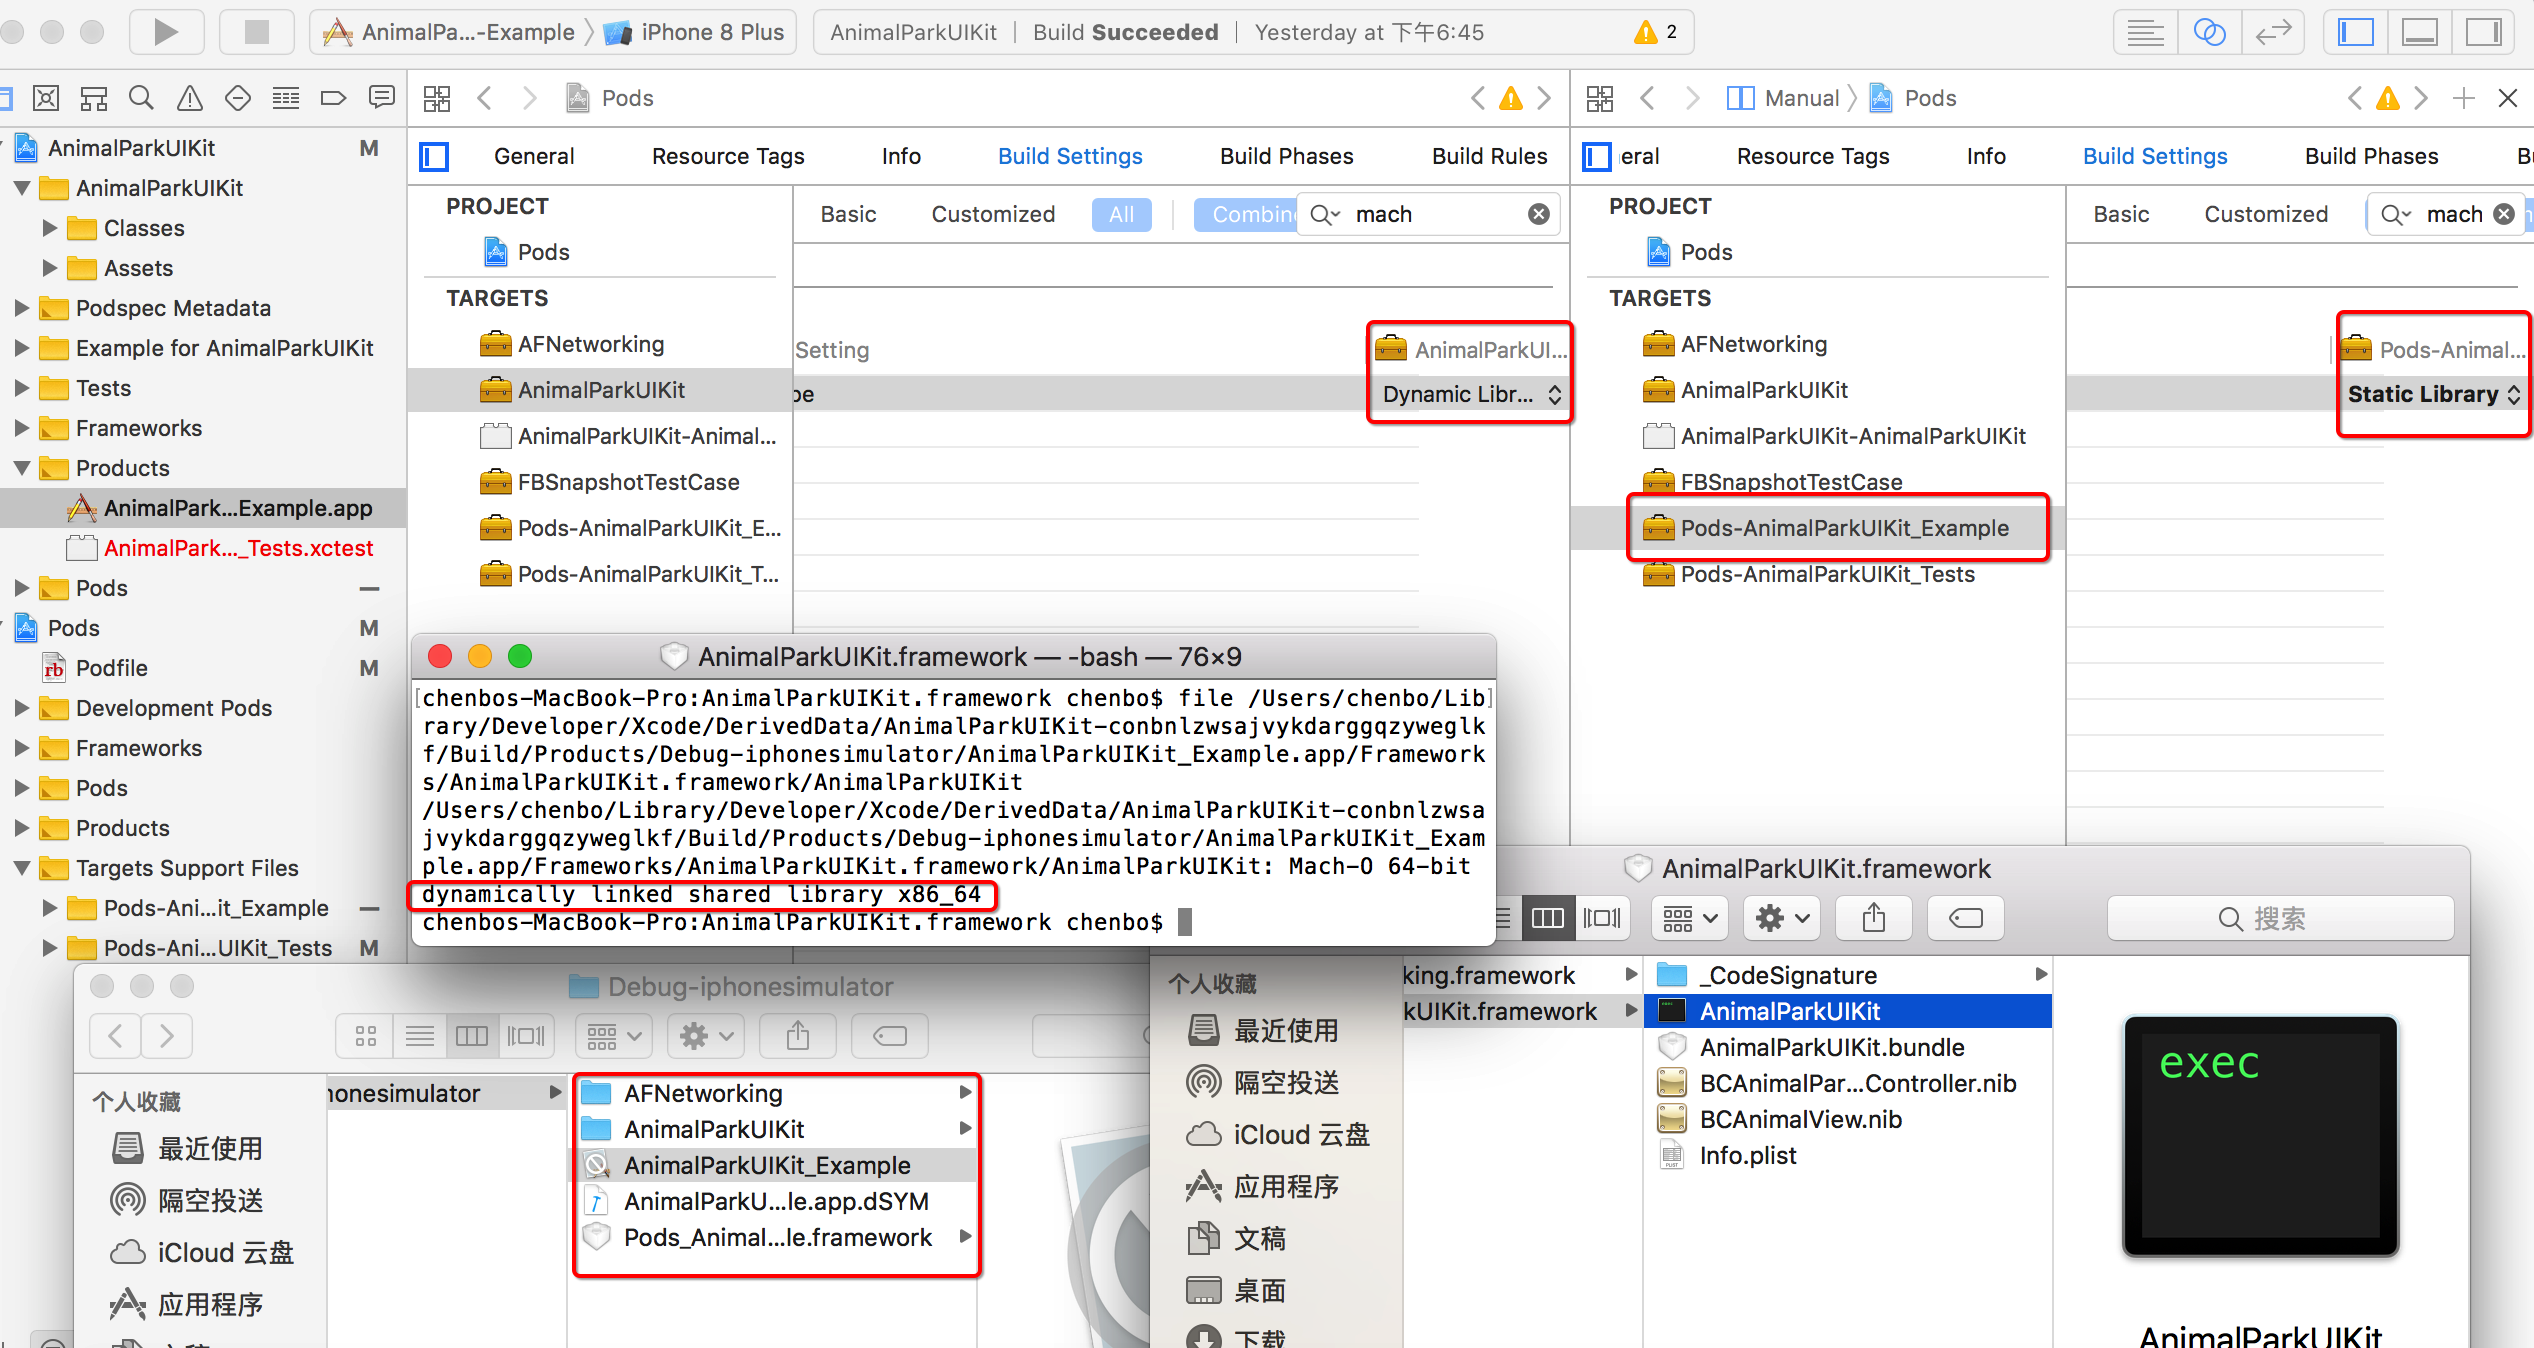 AnimalPa...-Example
iPhone 8 Plus
AnimalParkUIKit
Build Succeeded
Yesterday at 下午6:45
2
AnimalParkUIKit M
AnimalParkUIKit
Classes
Assets
Podspec Metadata
Example for AnimalParkUIKit
Tests
Frameworks
Products
AnimalPark...Example.app
AnimalPark..._Tests.xctest
Pods
Pods M
Podfile M
Development Pods
Frameworks
Pods
Products
Targets Support Files
Pods-Ani...it_Example
Pods-Ani...UIKit_Tests M
Pods
General Resource Tags Info Build Settings Build Phases Build Rules
PROJECT
Pods
TARGETS
AFNetworking
AnimalParkUIKit
AnimalParkUIKit-Animal...
FBSnapshotTestCase
Pods-AnimalParkUIKit_E...
Pods-AnimalParkUIKit_T...
Basic Customized All Combin mach
Setting
AnimalParkUI...
pe
Dynamic Libr...
Manual Pods
eral Resource Tags Info Build Settings Build Phases B
PROJECT
Pods
TARGETS
AFNetworking
AnimalParkUIKit
AnimalParkUIKit-AnimalParkUIKit
FBSnapshotTestCase
Pods-AnimalParkUIKit_Example
Pods-AnimalParkUIKit_Tests
Basic Customized mach
Pods-Animal...
Static Library
AnimalParkUIKit.framework — -bash — 76×9
[chenbos-MacBook-Pro:AnimalParkUIKit.framework chenbo$ file /Users/chenbo/Lib]
rary/Developer/Xcode/DerivedData/AnimalParkUIKit-conbnlzwsajvykdarggqzyweglk
f/Build/Products/Debug-iphonesimulator/AnimalParkUIKit_Example.app/Framework
s/AnimalParkUIKit.framework/AnimalParkUIKit
/Users/chenbo/Library/Developer/Xcode/DerivedData/AnimalParkUIKit-conbnlzwsa
jvykdarggqzyweglkf/Build/Products/Debug-iphonesimulator/AnimalParkUIKit_Exam
ple.app/Frameworks/AnimalParkUIKit.framework/AnimalParkUIKit: Mach-O 64-bit
dynamically linked shared library x86_64
chenbos-MacBook-Pro:AnimalParkUIKit.framework chenbo$
Debug-iphonesimulator
个人收藏
最近使用
隔空投送
iCloud 云盘
应用程序
honesimulator
AFNetworking
AnimalParkUIKit
AnimalParkUIKit_Example
AnimalParkU...le.app.dSYM
Pods_Animal...le.framework
AnimalParkUIKit.framework
搜索
个人收藏
最近使用
隔空投送
iCloud 云盘
应用程序
文稿
桌面
下载
king.framework
kUIKit.framework
_CodeSignature
AnimalParkUIKit
AnimalParkUIKit.bundle
BCAnimalPar...Controller.nib
BCAnimalView.nib
Info.plist
exec
AnimalParkUIKit